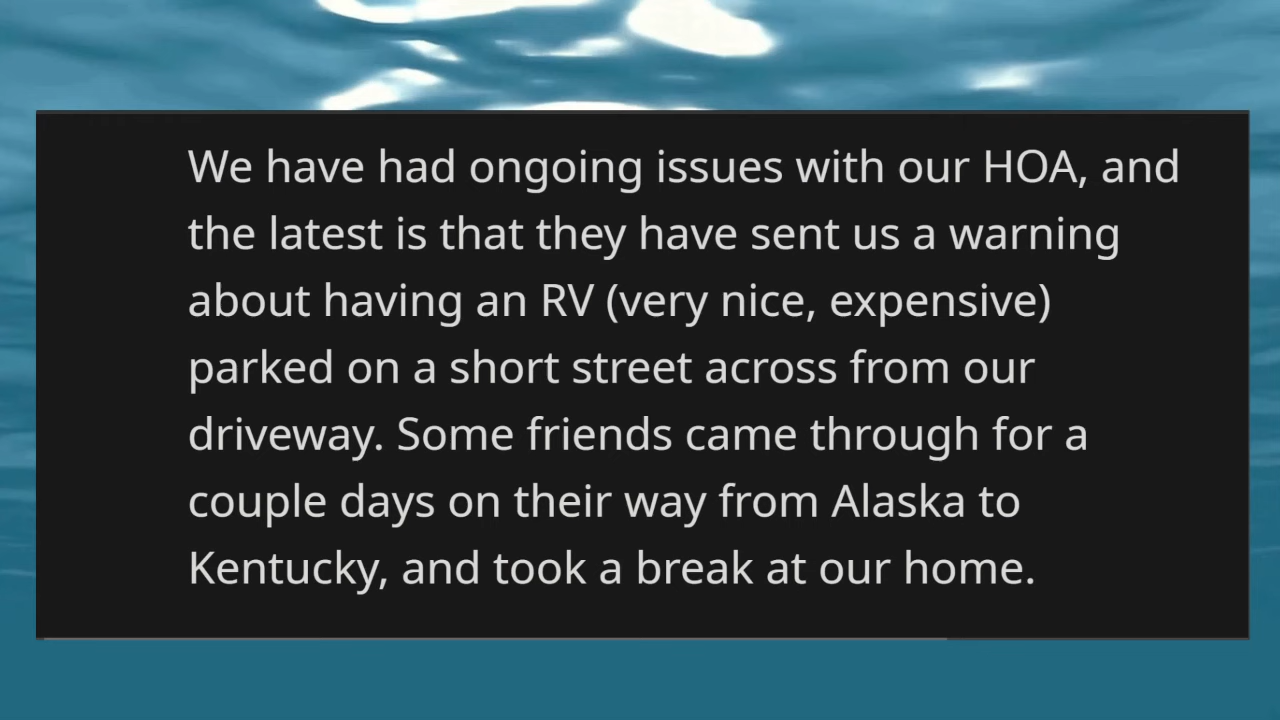 We have had ongoing issues with our HOA, and
the latest is that they have sent us a warning
about having an RV (very nice, expensive)
parked on a short street across from our
driveway. Some friends came through for a
couple days on their way from Alaska to
Kentucky, and took a break at our home.